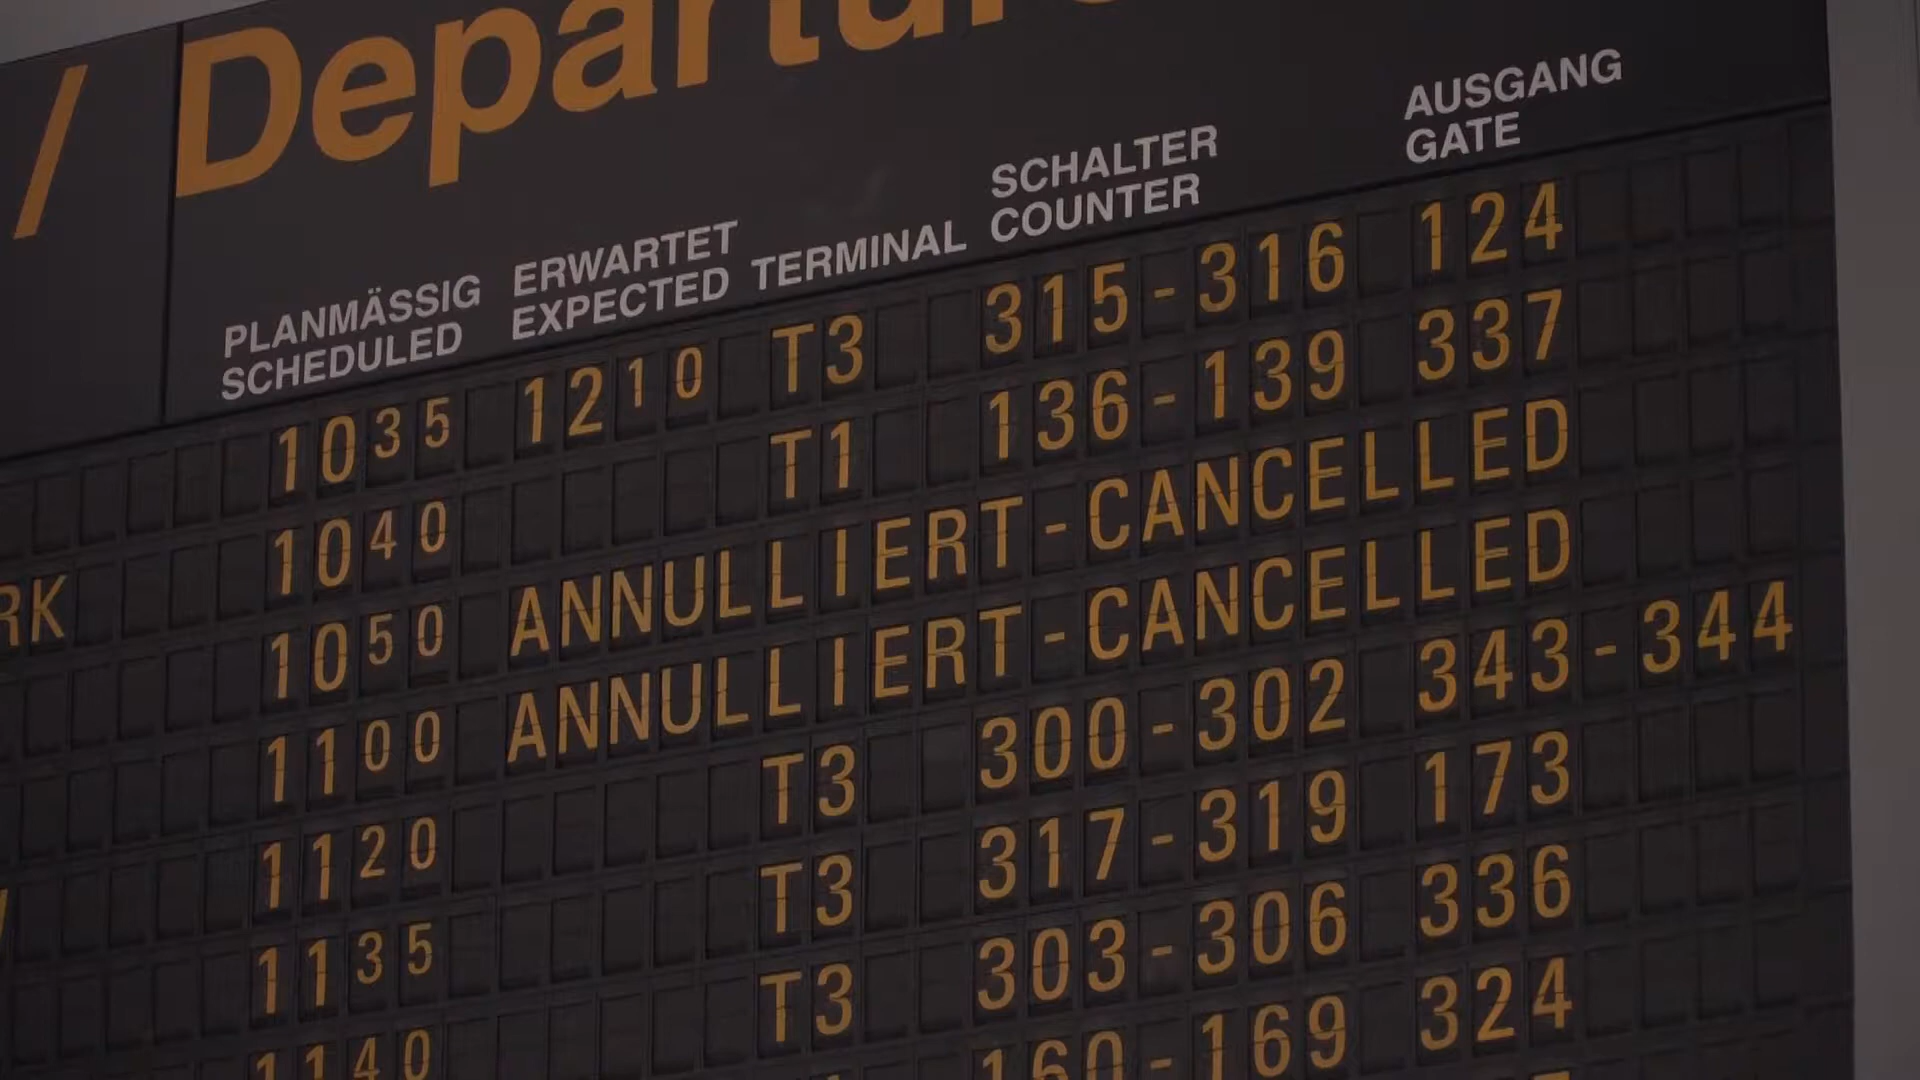 / Departure
PLANMÄSSIG ERWARTET TERMINAL SCHALTER AUSGANG
SCHEDULED EXPECTED COUNTER GATE
1035 1210 T3 315-316 124
RK 1040 T1 136-139 337
1050 ANNULLIERT-CANCELLED
1100 ANNULLIERT-CANCELLED
1120 T3 300-302 343-344
1135 T3 317-319 173
1140 T3 303-306 336
160-169 324